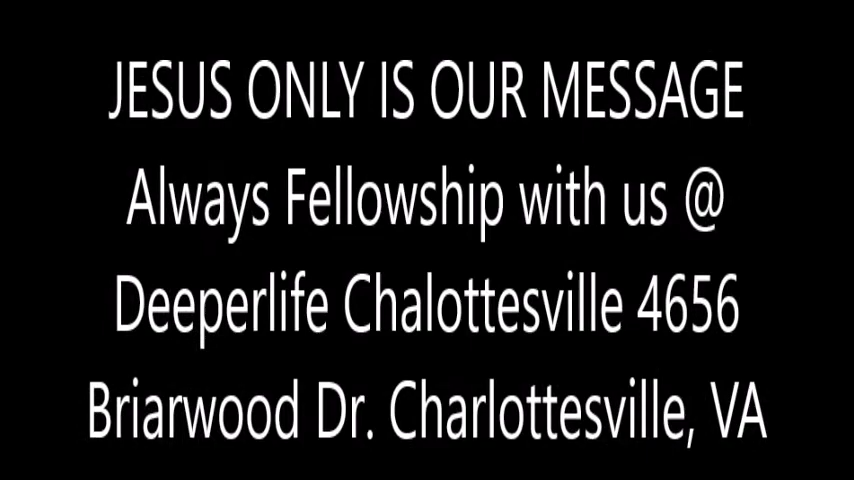 JESUS ONLY IS OUR MESSAGE
Always Fellowship with us @
Deeperlife Chalottesville 4656
Briarwood Dr. Charlottesville, VA